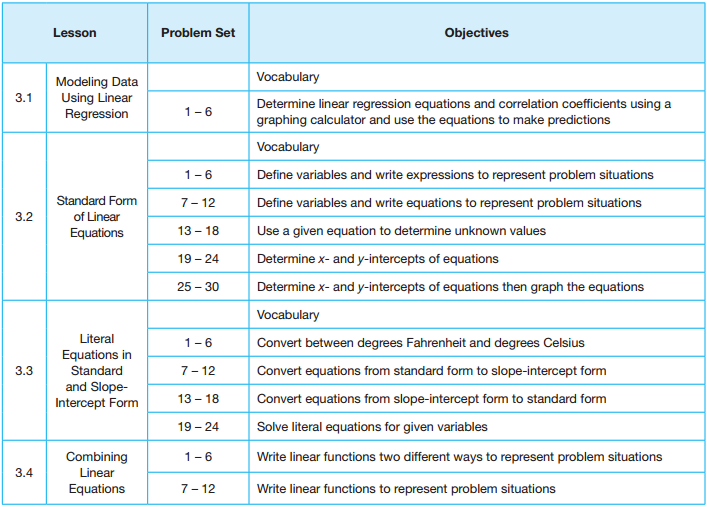 Lesson Problem Set Objectives
3.1
Modeling Data
Using Linear
Regression
Vocabulary
1 – 6
Determine linear regression equations and correlation coefficients using a
graphing calculator and use the equations to make predictions
3.2
Standard Form
of Linear
Equations
Vocabulary
1 – 6 Define variables and write expressions to represent problem situations
7 – 12 Define variables and write equations to represent problem situations
13 – 18 Use a given equation to determine unknown values
19 – 24 Determine x- and y-intercepts of equations
25 – 30 Determine x- and y-intercepts of equations then graph the equations
3.3
Literal
Equations in
Standard
and Slope-
Intercept Form
Vocabulary
1 – 6 Convert between degrees Fahrenheit and degrees Celsius
7 – 12 Convert equations from standard form to slope-intercept form
13 – 18 Convert equations from slope-intercept form to standard form
19 – 24 Solve literal equations for given variables
3.4
Combining
Linear
Equations
1 – 6 Write linear functions two different ways to represent problem situations
7 – 12 Write linear functions to represent problem situations